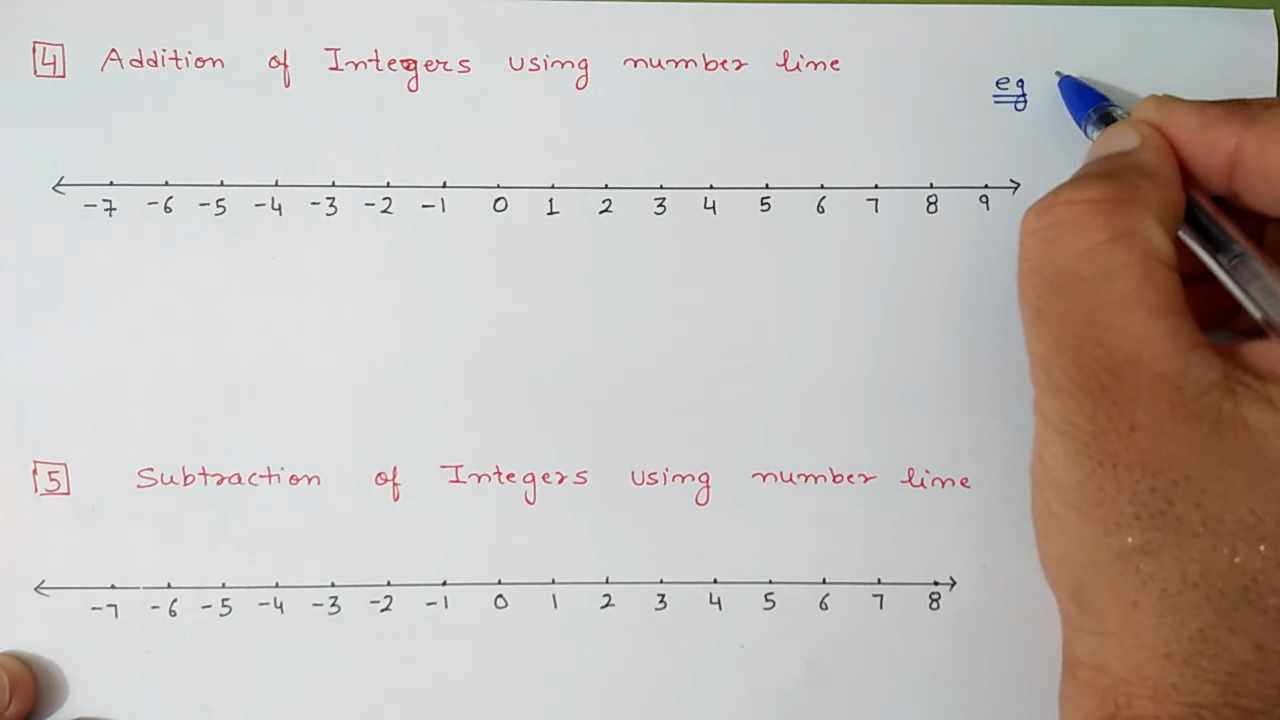 4 Addition of Integers using number line
eg
-7 -6 -5 -4 -3 -2 -1 0 1 2 3 4 5 6 7 8 9
5 Subtraction of Integers using number line
-7 -6 -5 -4 -3 -2 -1 0 1 2 3 4 5 6 7 8